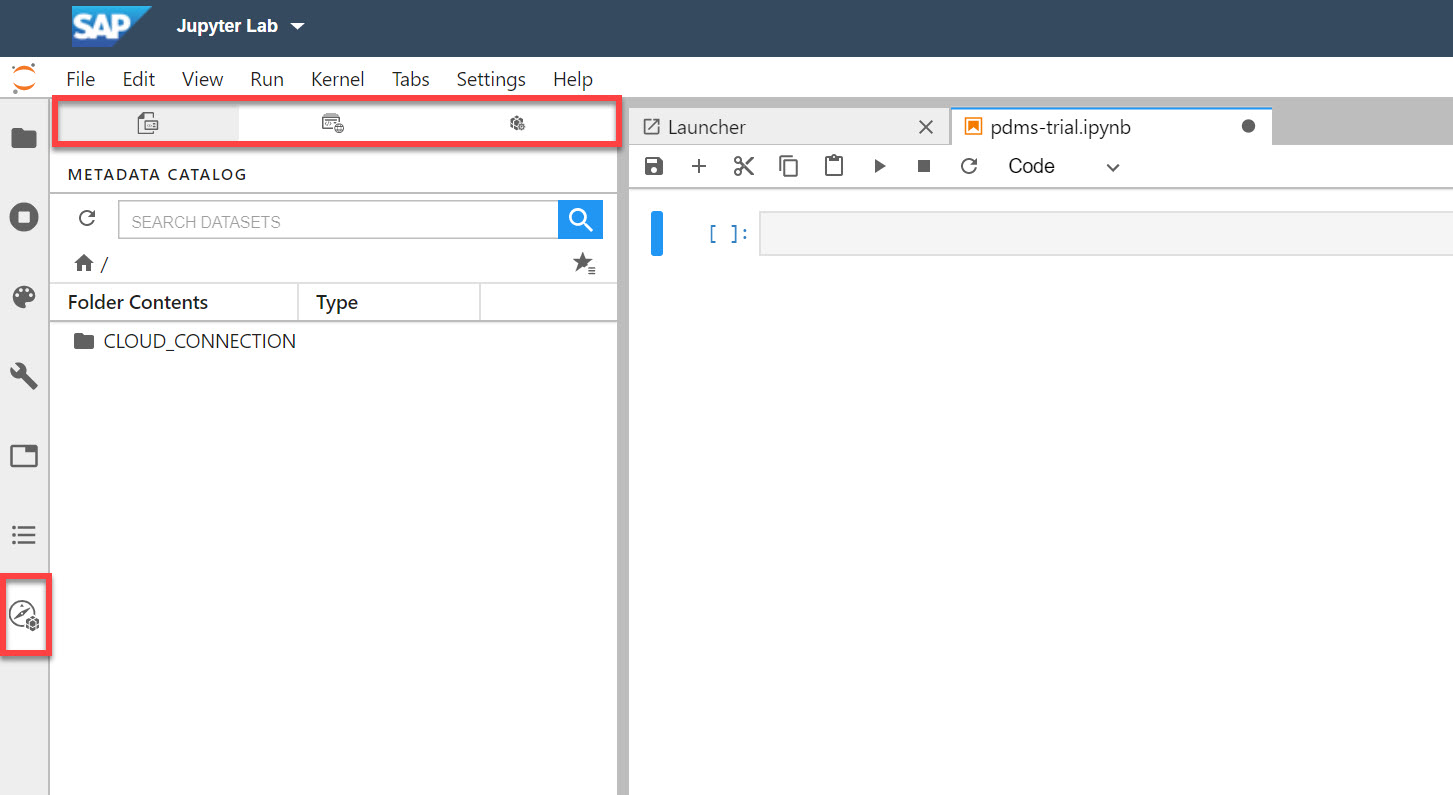 SAP Jupyter Lab
File Edit View Run Kernel Tabs Settings Help
Launcher pdms-trial.ipynb
Code
METADATA CATALOG
SEARCH DATASETS
[ ]:
/
Folder Contents Type
CLOUD_CONNECTION